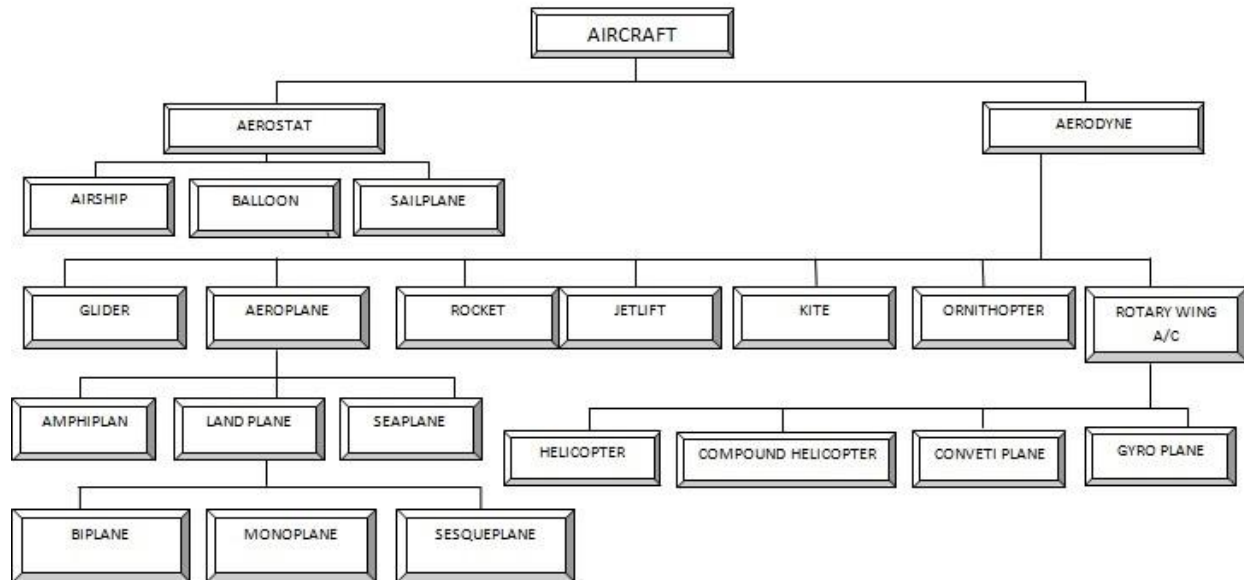 AIRCRAFT
AEROSTAT
AERODYNE
AIRSHIP
BALLOON
SAILPLANE
GLIDER
AEROPLANE
ROCKET
JETLIFT
KITE
ORNITHOPTER
ROTARY WING
A/C
AMPHIPLAN
LAND PLANE
SEAPLANE
HELICOPTER
COMPOUND HELICOPTER
CONVETI PLANE
GYRO PLANE
BIPLANE
MONOPLANE
SESQUEPLANE